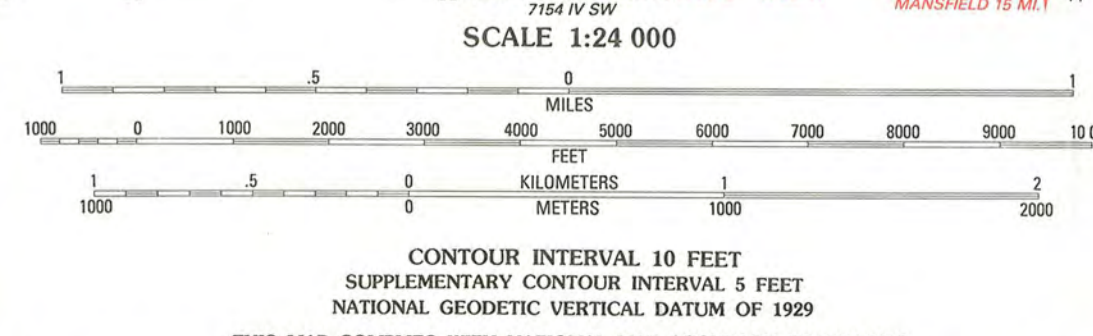 7154 IV SW
MANSFIELD 15 MI.
SCALE 1:24 000
1 .5 0 1
MILES
1000 0 1000 2000 3000 4000 5000 6000 7000 8000 9000 10 0
FEET
1 .5 0 KILOMETERS 1 2
1000 0 METERS 1000 2000
CONTOUR INTERVAL 10 FEET
SUPPLEMENTARY CONTOUR INTERVAL 5 FEET
NATIONAL GEODETIC VERTICAL DATUM OF 1929